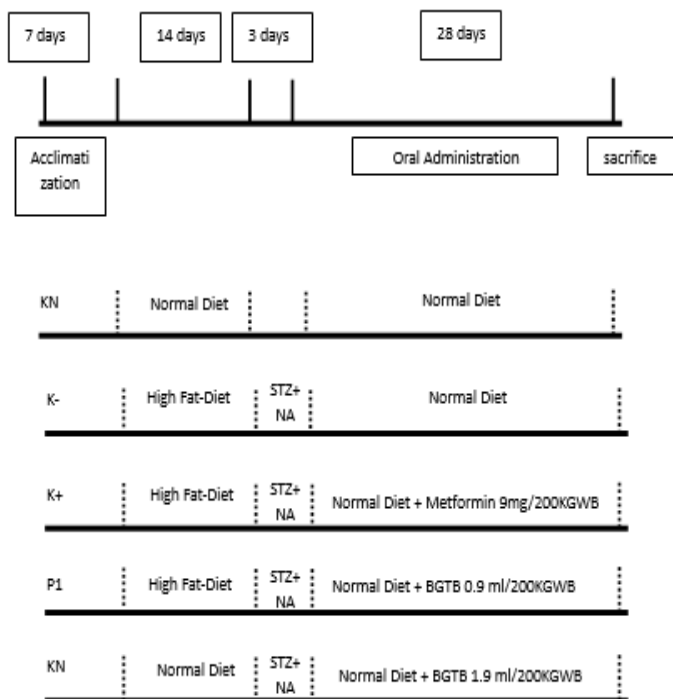 7 days
14 days
3 days
28 days
Acclimati
zation
Oral Administration
sacrifice
KN
Normal Diet
Normal Diet
K-
High Fat-Diet
STZ+
NA
Normal Diet
K+
High Fat-Diet
STZ+
NA
Normal Diet + Metformin 9mg/200KGWB
P1
High Fat-Diet
STZ+
NA
Normal Diet + BGTB 0.9 ml/200KGWB
KN
Normal Diet
STZ+
NA
Normal Diet + BGTB 1.9 ml/200KGWB